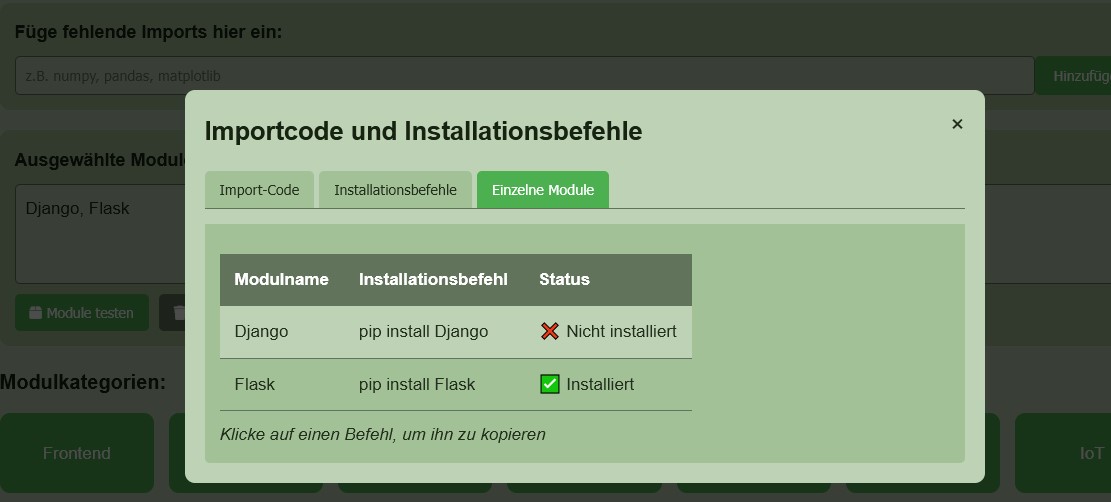 Füge fehlende Imports hier ein:
z.B. numpy, pandas, matplotlib
Importcode und Installationsbefehle ×
Ausgewählte
Import-Code Installationsbefehle Einzelne Module
Django, Flask
Modulname Installationsbefehl Status
Module testen
Django pip install Django ❌ Nicht installiert
Flask pip install Flask ✅ Installiert
Modulkategorien:
Klicke auf einen Befehl, um ihn zu kopieren
Frontend IoT